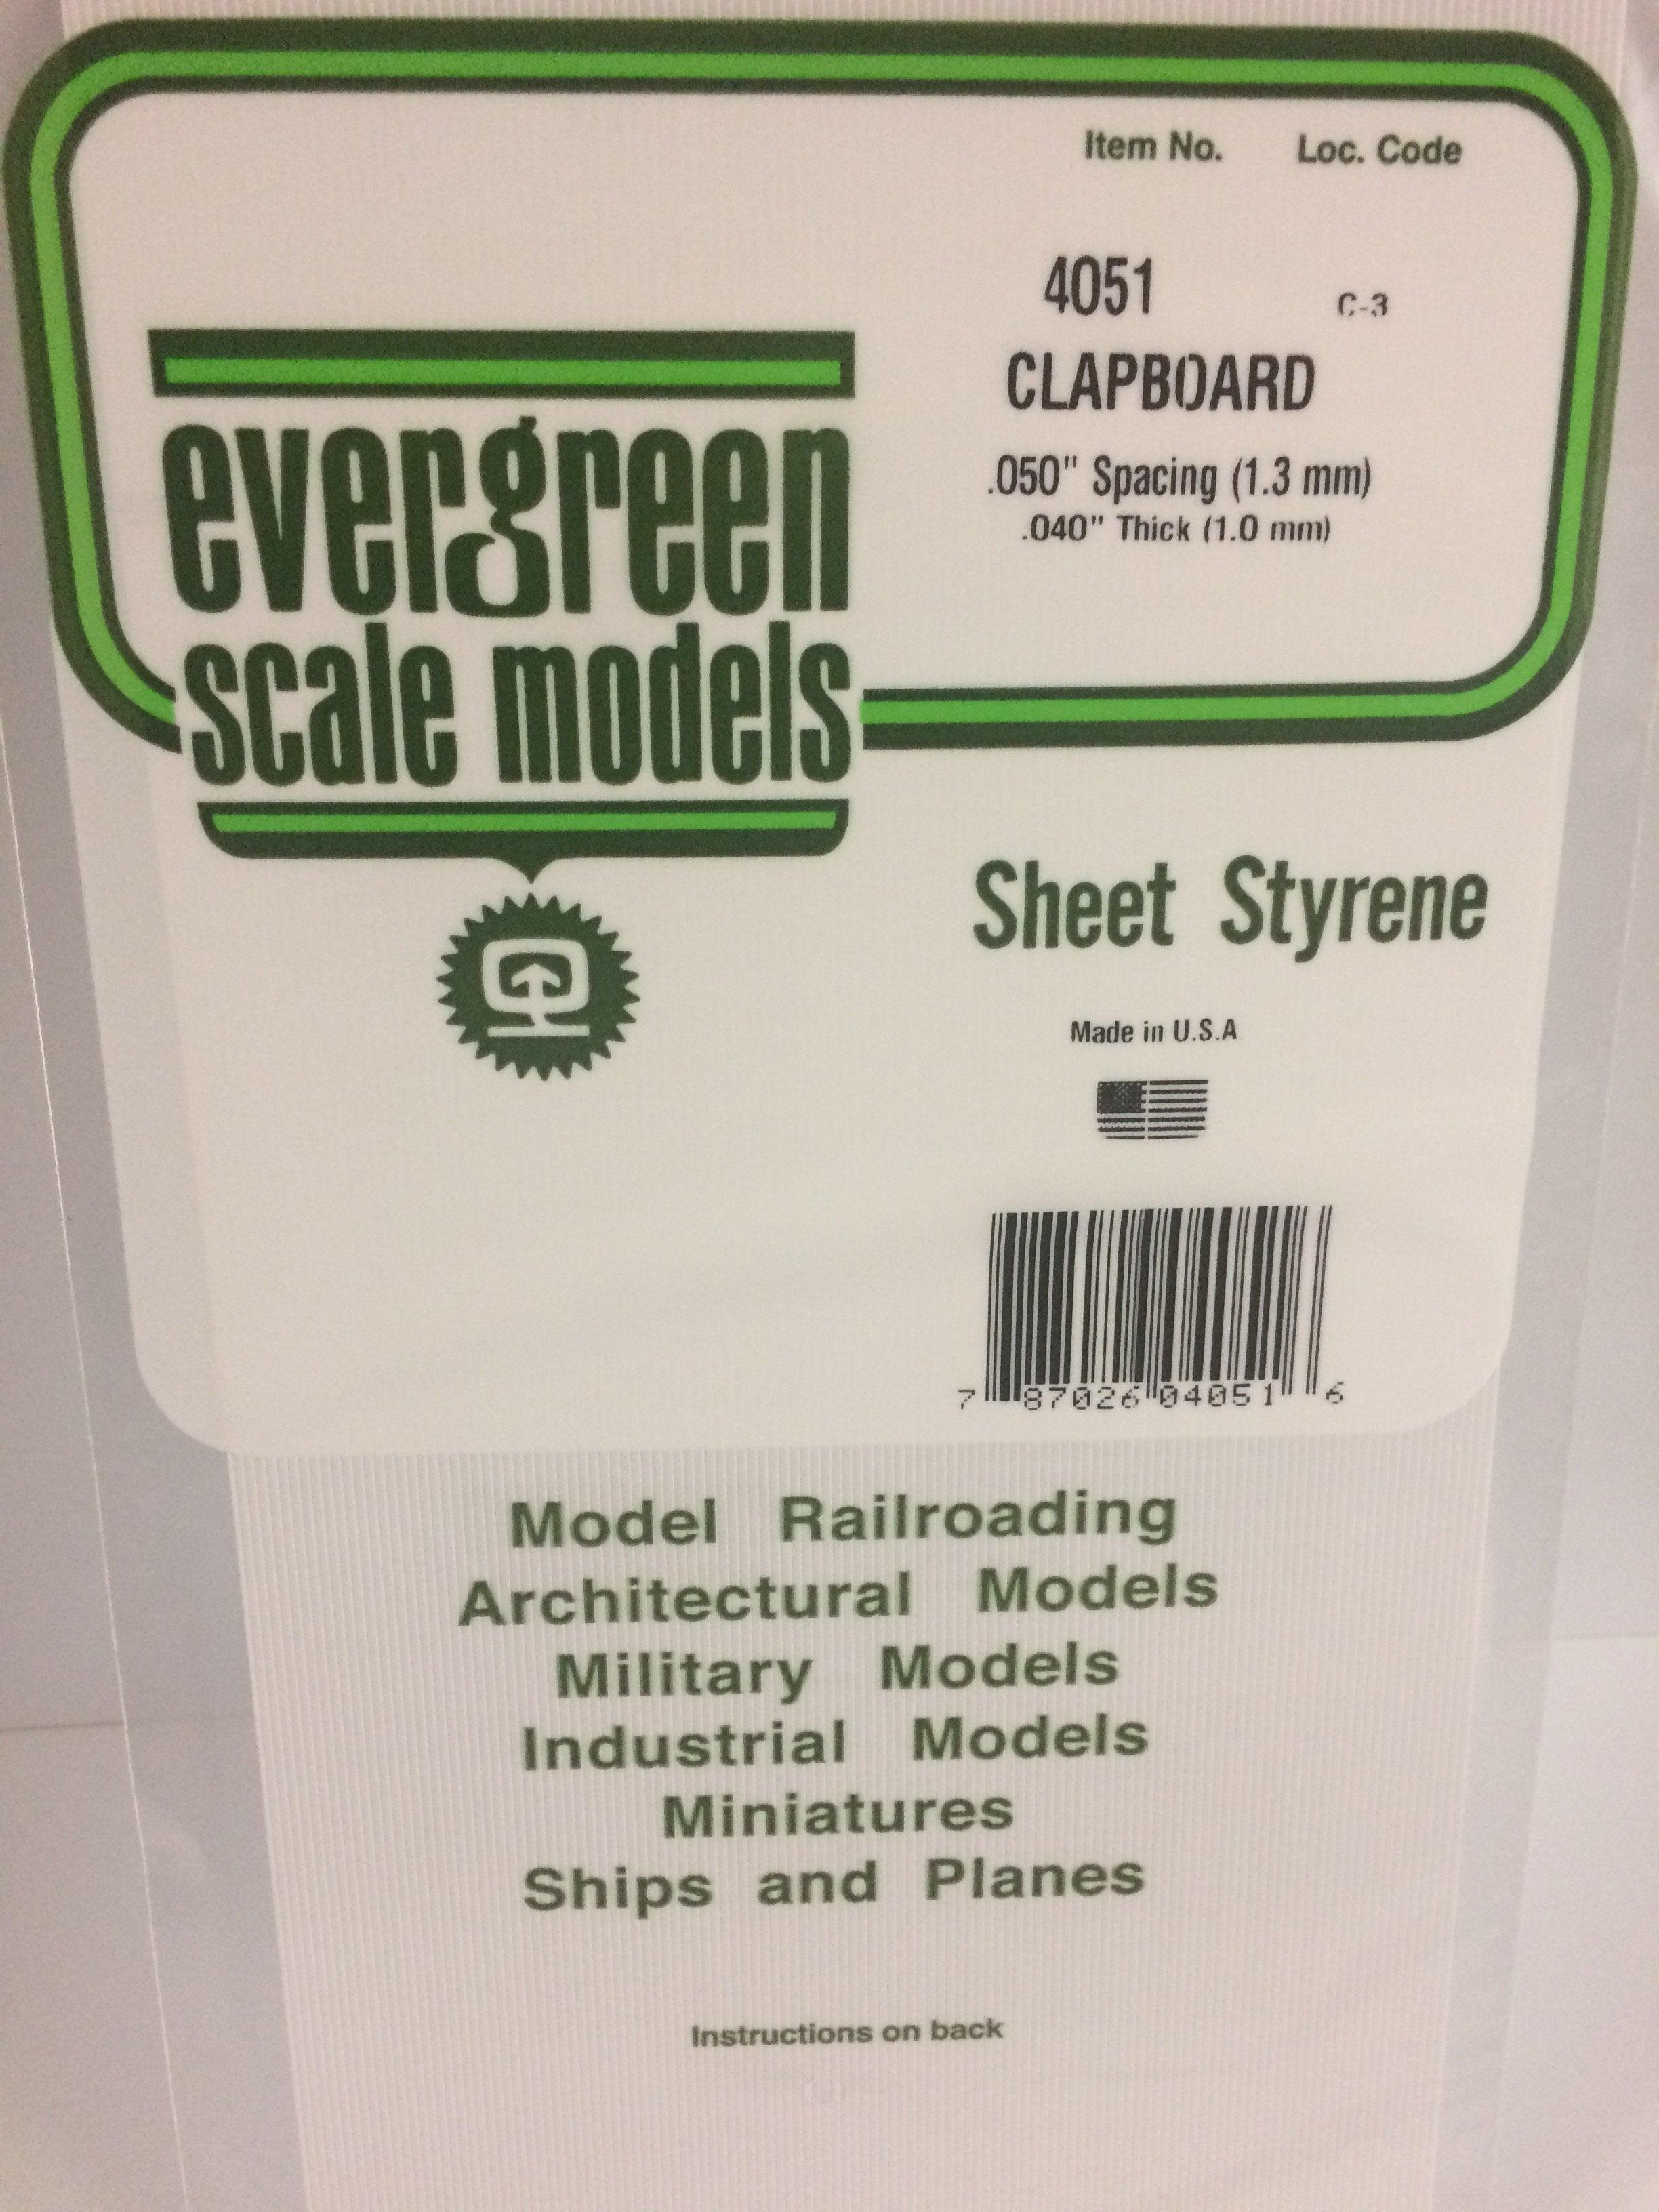 Item No. Loc. Code
4051 C-3
CLAPBOARD
.050" Spacing (1.3 mm)
.040" Thick (1.0 mm)
evergreen
scale models
Sheet Styrene
Made in U.S.A
7 87026 04051 6
Model Railroading
Architectural Models
Military Models
Industrial Models
Miniatures
Ships and Planes
Instructions on back